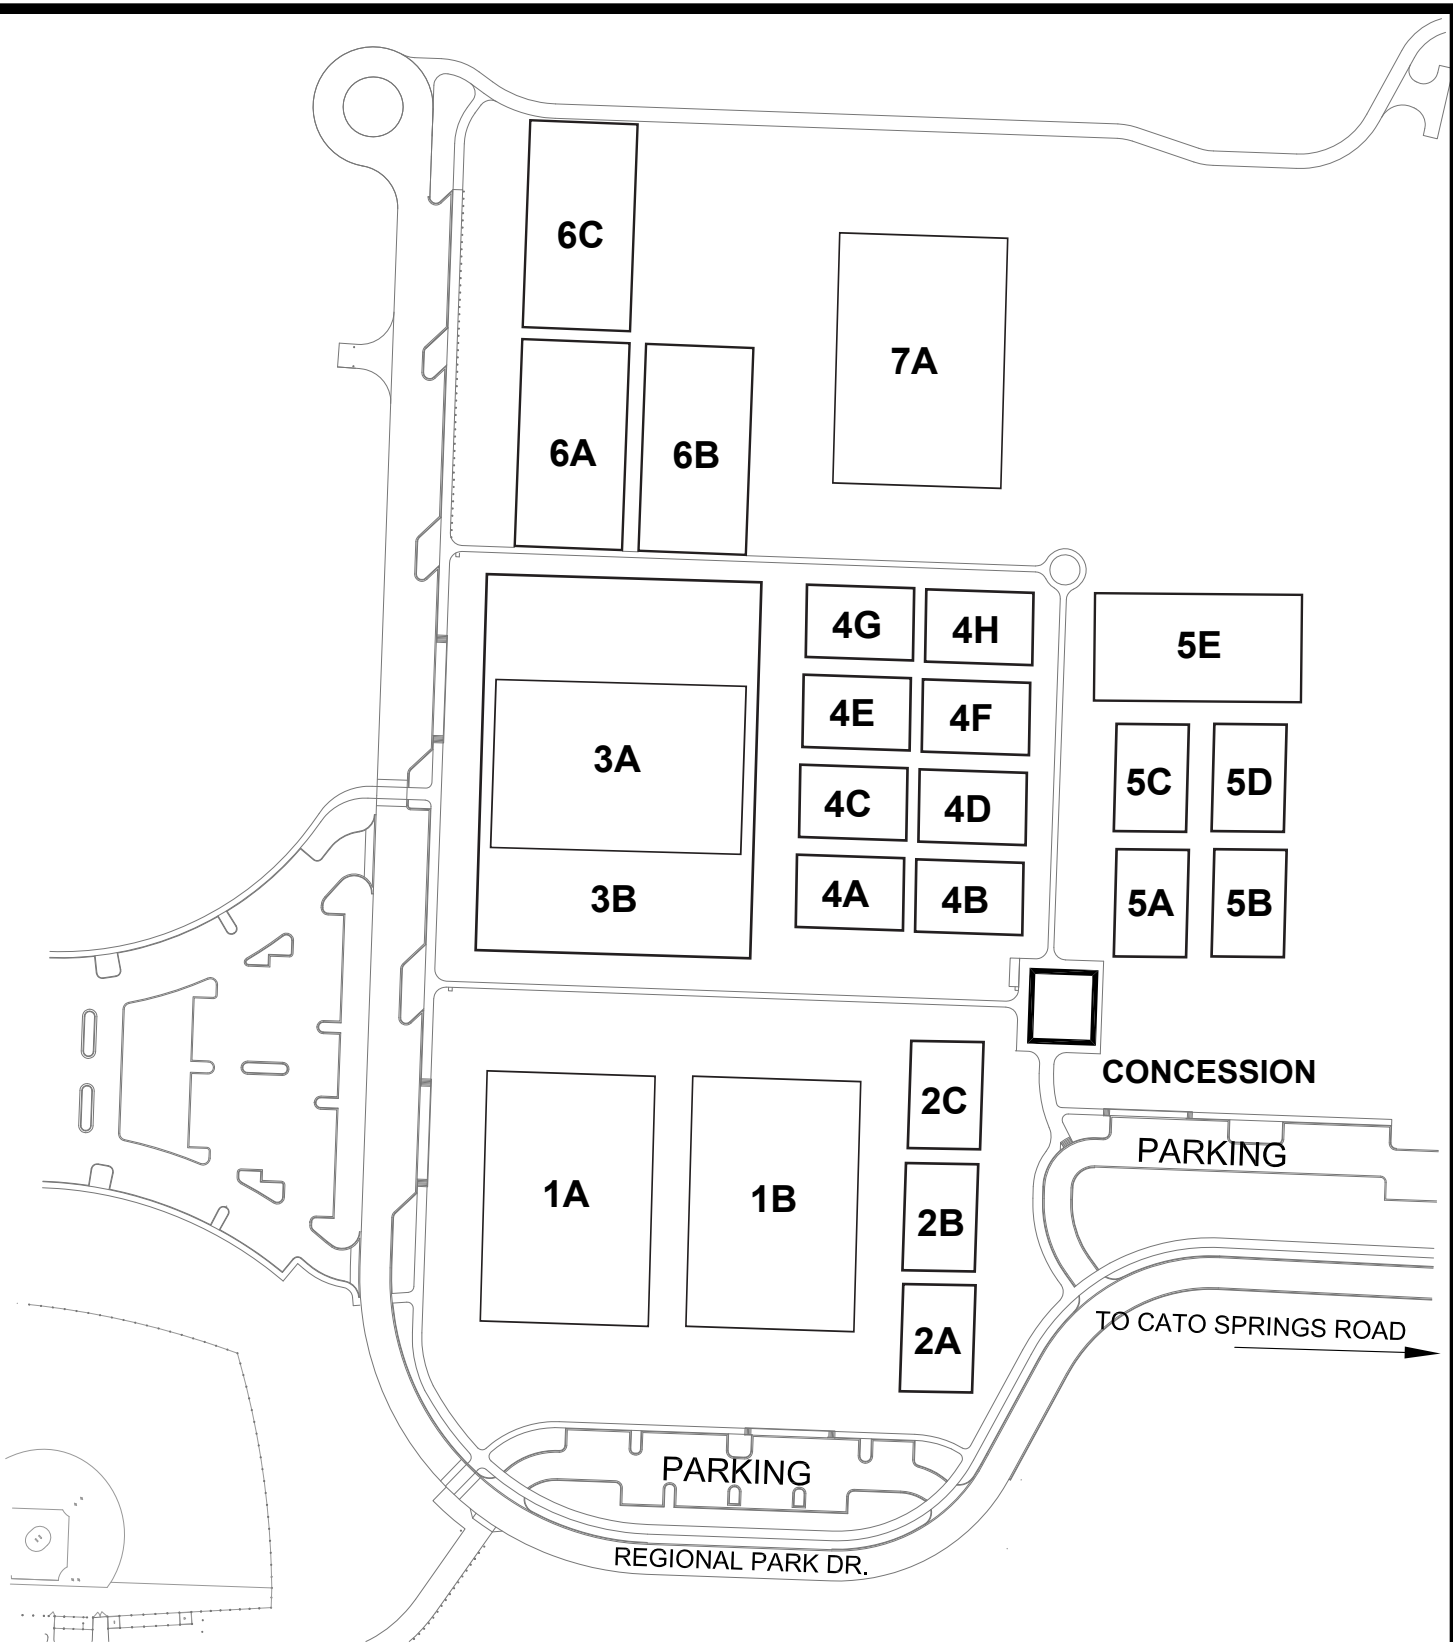 6C
7A
6A
6B
4G
4H
5E
4E
4F
3A
5C
5D
4C
4D
4A
4B
3B
5A
5B
CONCESSION
2C
PARKING
1A
1B
2B
TO CATO SPRINGS ROAD
2A
PARKING
REGIONAL PARK DR.